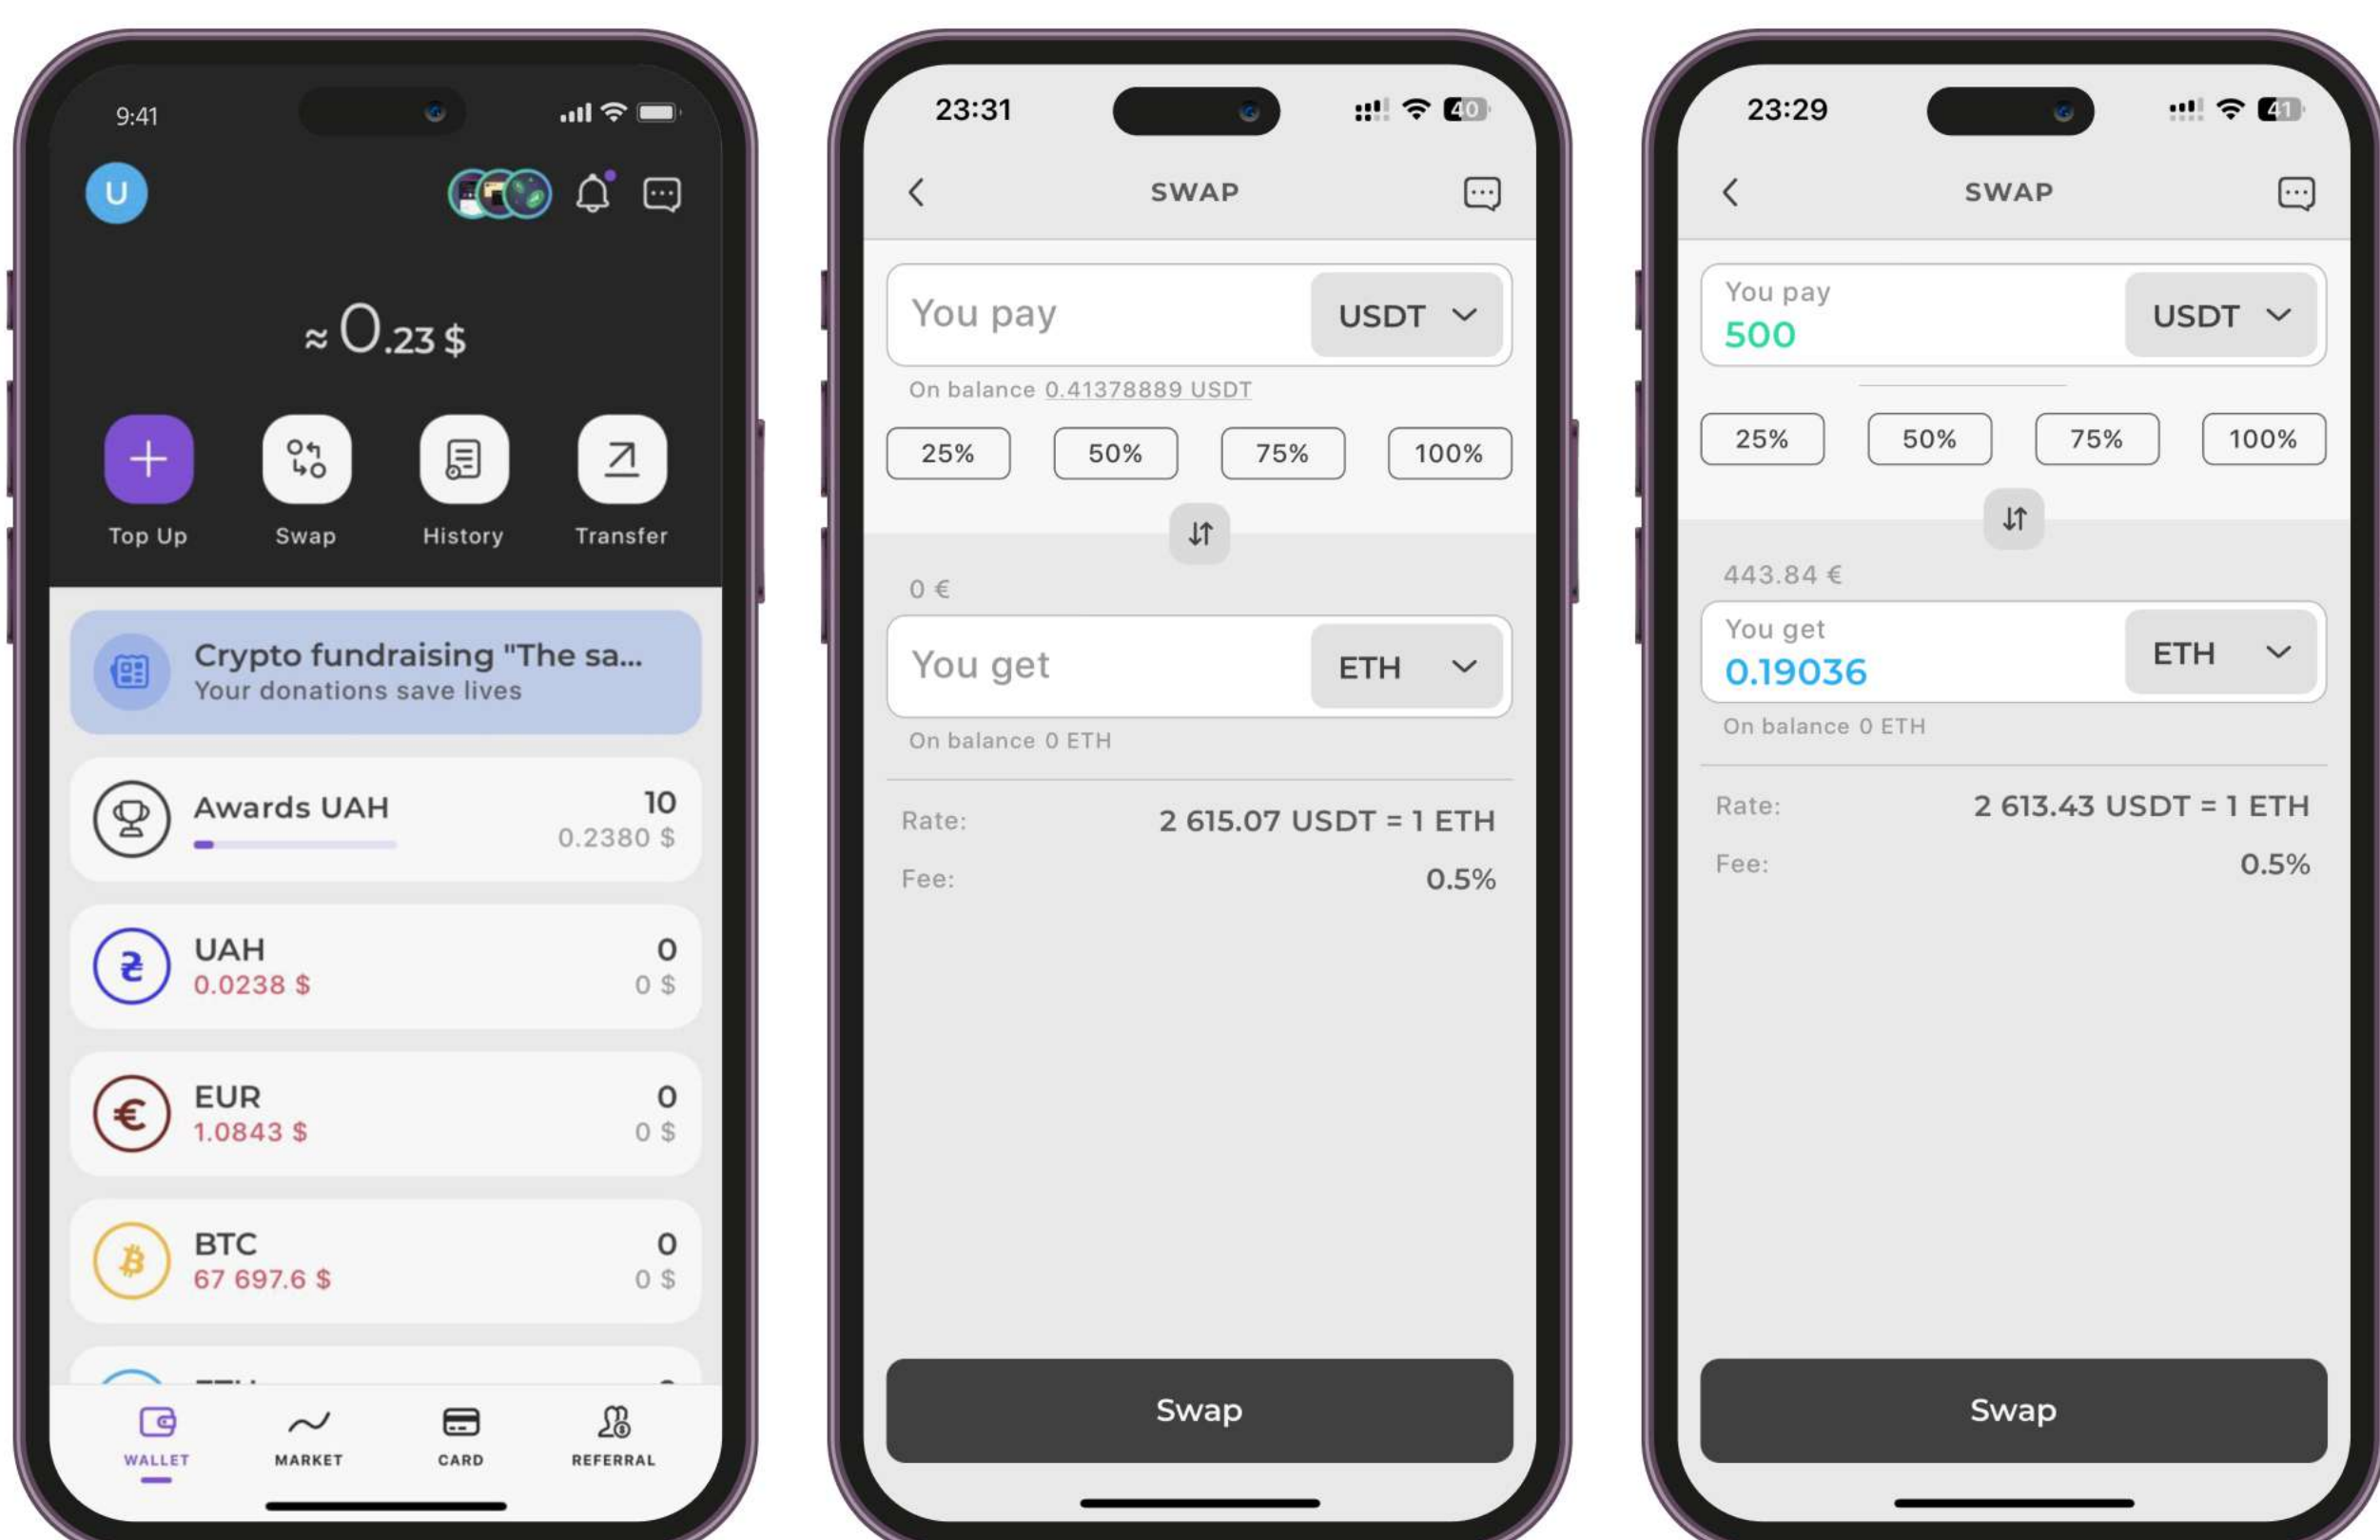 9:41
U
≈ 0.23 $
Top Up
Swap
History
Transfer
Crypto fundraising "The sa...
Your donations save lives
Awards UAH
10
0.2380 $
UAH
0
0.0238 $
0 $
EUR
0
1.0843 $
0 $
BTC
0
67 697.6 $
0 $
WALLET
MARKET
CARD
REFERRAL
23:31
40
SWAP
You pay
USDT
On balance 0.41378889 USDT
25%
50%
75%
100%
0 €
You get
ETH
On balance 0 ETH
Rate:
2 615.07 USDT = 1 ETH
Fee:
0.5%
Swap
23:29
41
SWAP
You pay
500
USDT
25%
50%
75%
100%
443.84 €
You get
0.19036
ETH
On balance 0 ETH
Rate:
2 613.43 USDT = 1 ETH
Fee:
0.5%
Swap